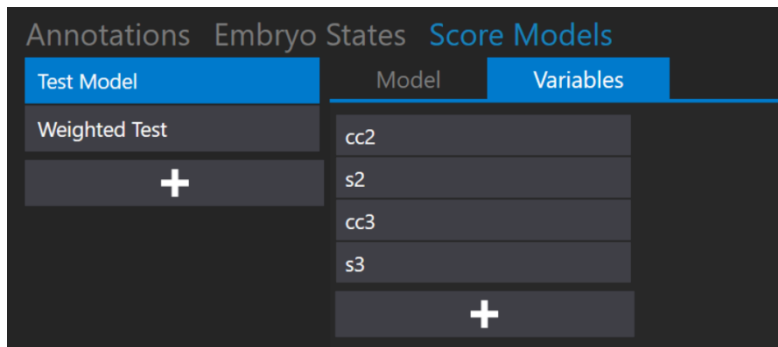 Annotations Embryo States Score Models
Test Model
Weighted Test
Model Variables
cc2
s2
cc3
s3